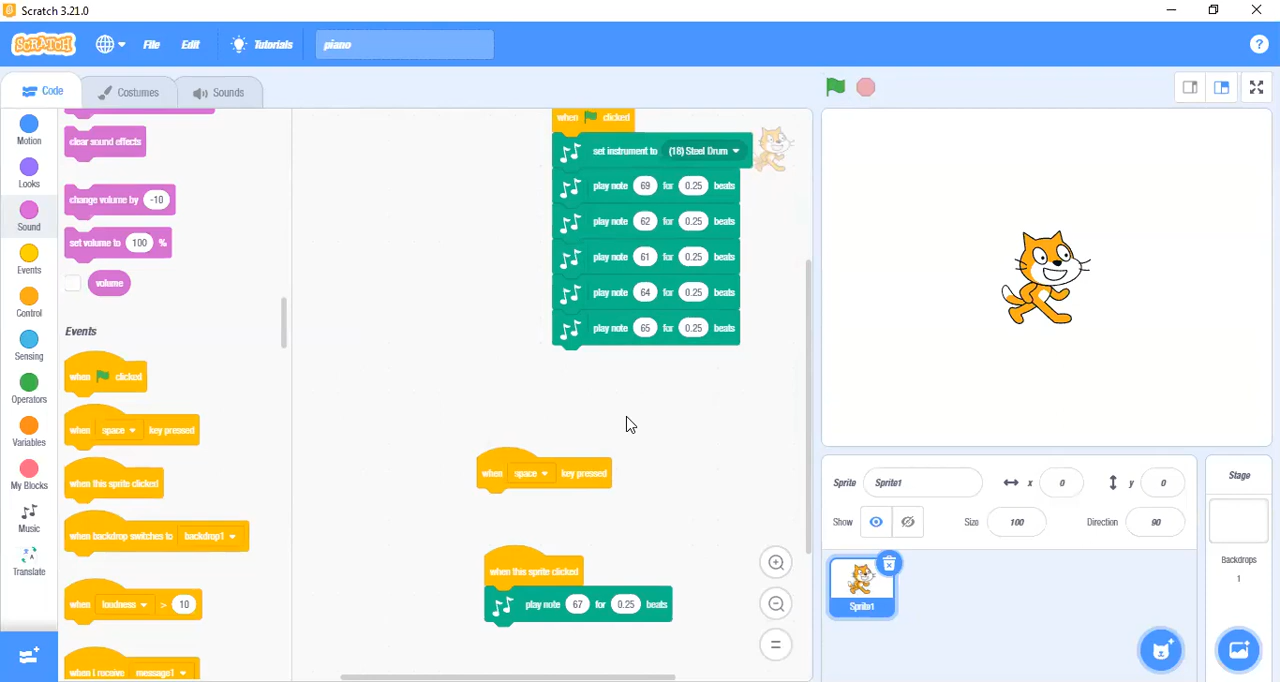 Scratch 3.21.0
SCRATCH File Edit Tutorials piano ?
Code Costumes Sounds
Motion
Looks
Sound
Events
Control
Sensing
Operators
Variables
My Blocks
Music
Translate
clear sound effects
change volume by -10
set volume to 100 %
volume
Events
when clicked
when space key pressed
when this sprite clicked
when backdrop switches to backdrop1
when loudness > 10
when I receive message1
when clicked
set instrument to (18) Steel Drum
play note 69 for 0.25 beats
play note 62 for 0.25 beats
play note 61 for 0.25 beats
play note 64 for 0.25 beats
play note 65 for 0.25 beats
when space key pressed
when this sprite clicked
play note 67 for 0.25 beats
Sprite Sprite1 x 0 y 0
Show Size 100 Direction 90
Sprite1
Stage
Backdrops
1